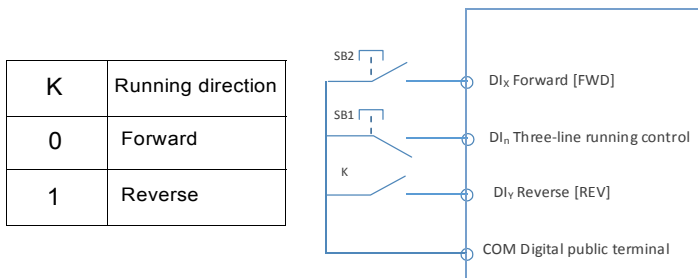 K Running direction
0 Forward
1 Reverse
SB2
DIX Forward [FWD]
SB1
DIn Three-line running control
K
DIY Reverse [REV]
COM Digital public terminal